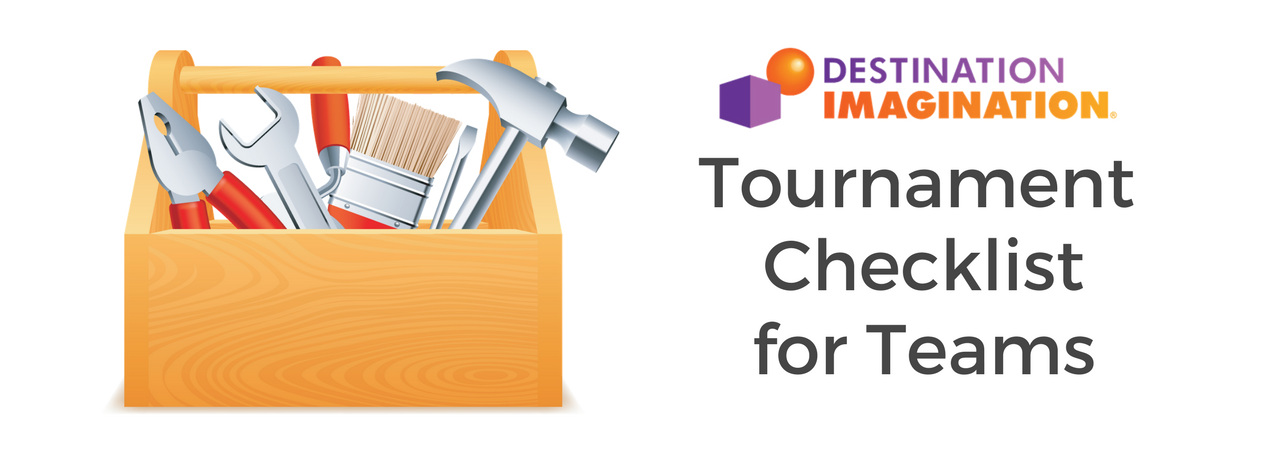 DESTINATION
IMAGINATION®
Tournament
Checklist
for Teams